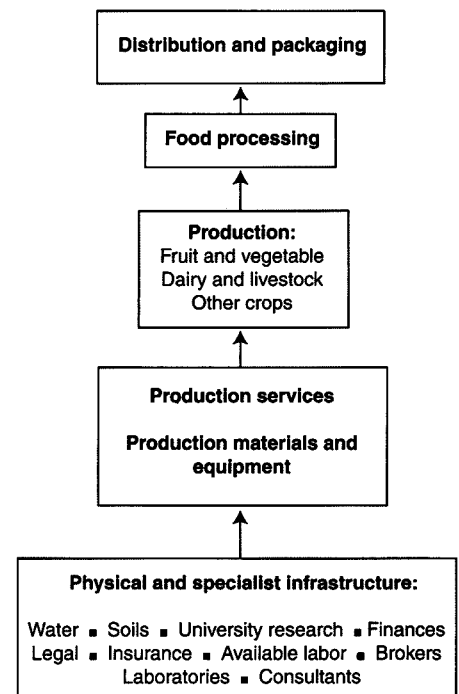 Distribution and packaging
Food processing
Production:
Fruit and vegetable
Dairy and livestock
Other crops
Production services
Production materials and
equipment
Physical and specialist infrastructure:
Water ▪ Soils ▪ University research ▪ Finances
Legal ▪ Insurance ▪ Available labor ▪ Brokers
Laboratories ▪ Consultants